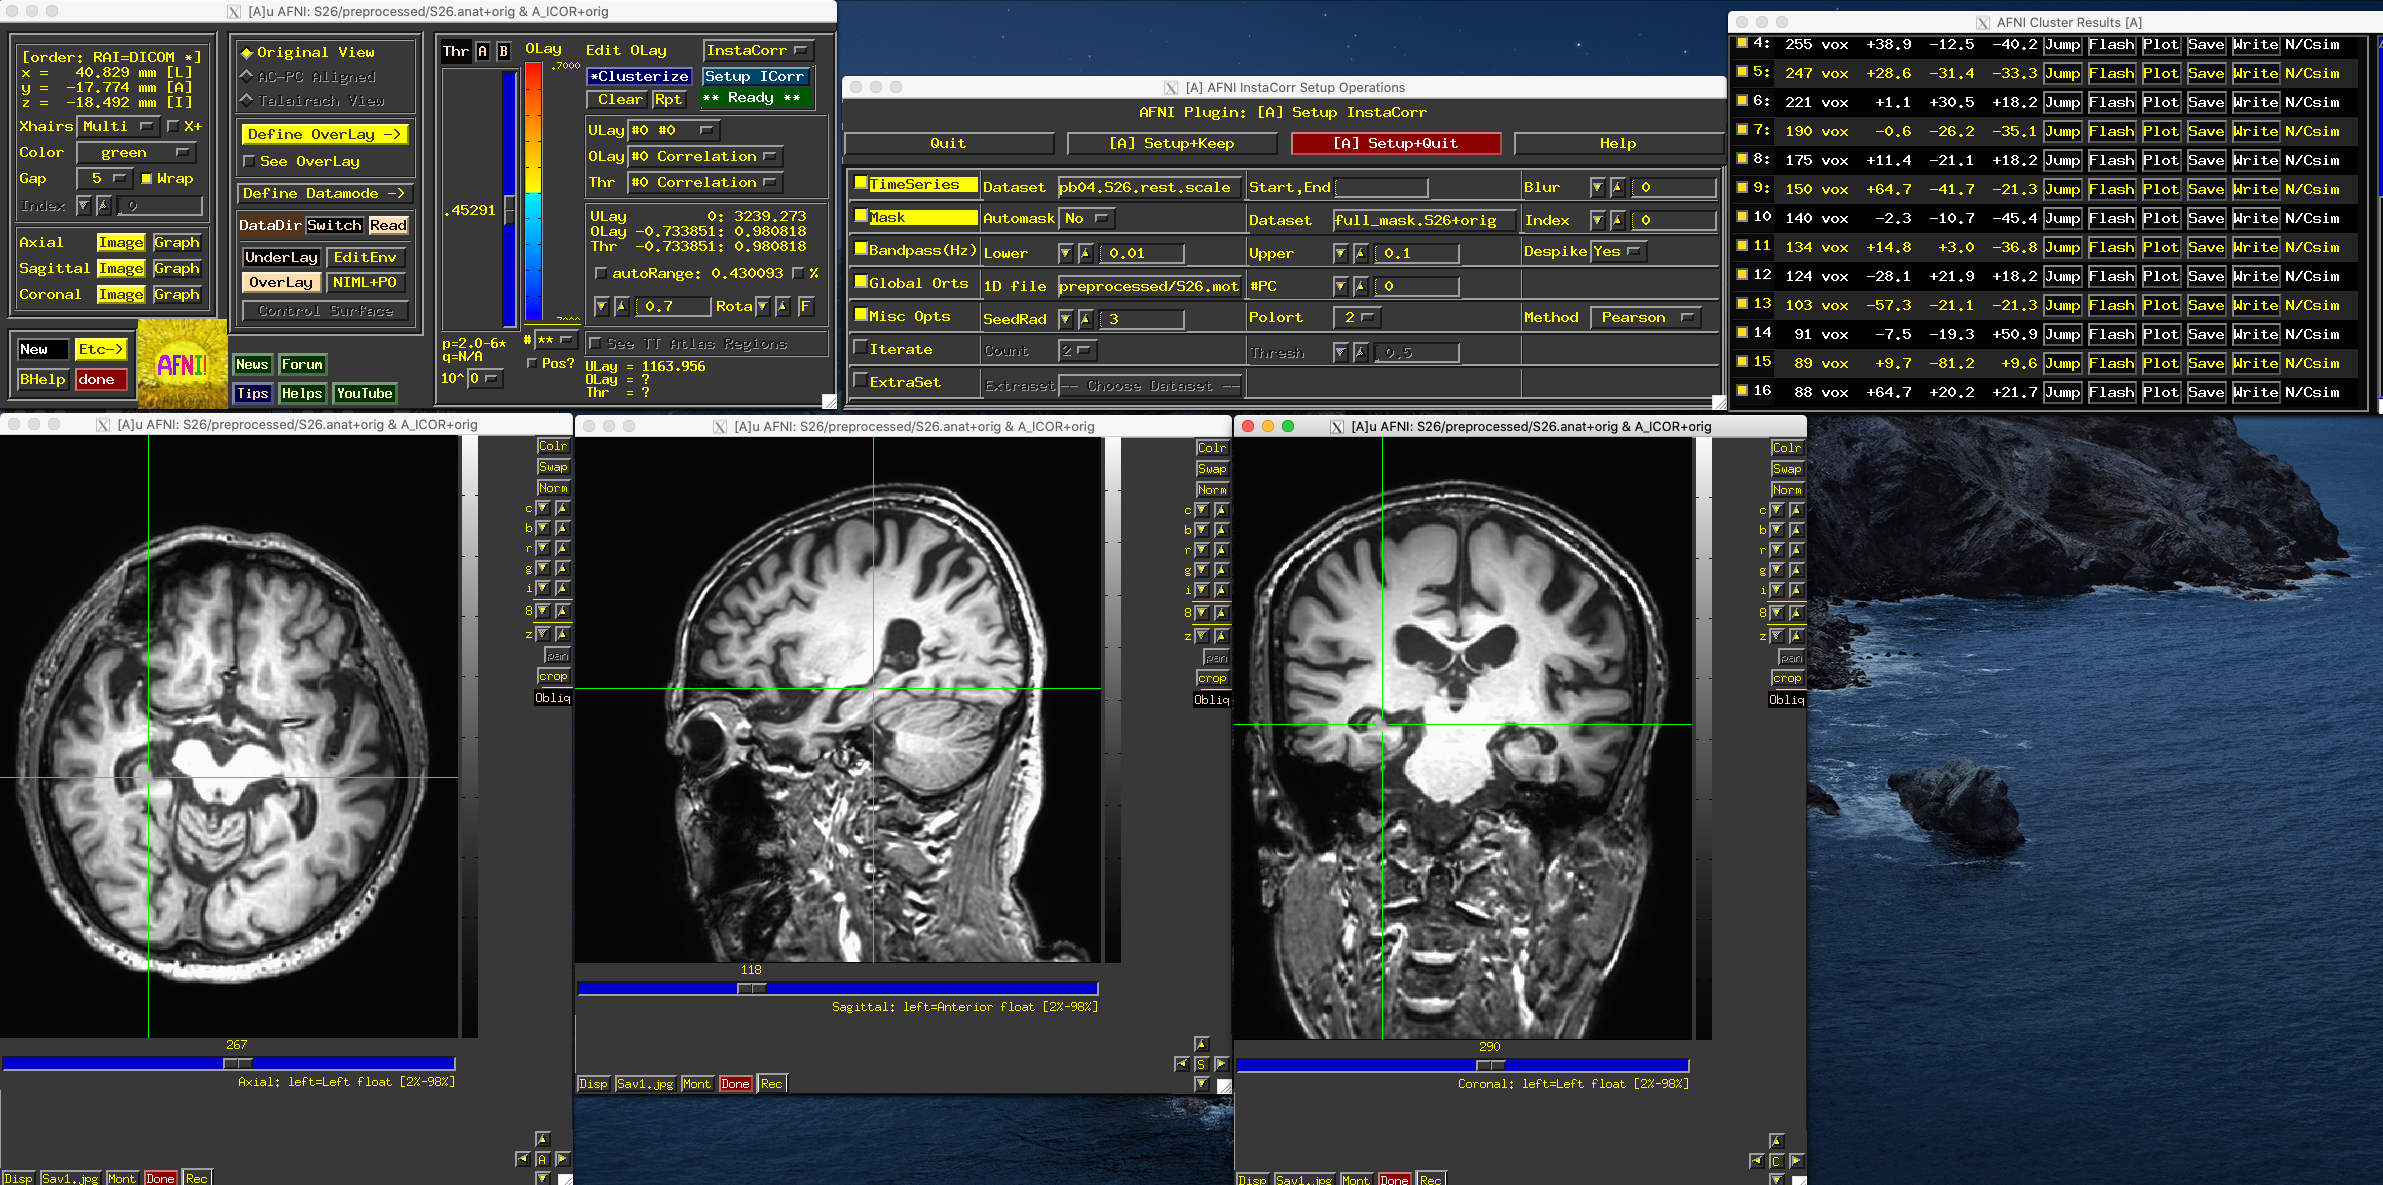 [A]u AFNI: S26/preprocessed/S26.anat+orig & A_ICOR+orig
[order: RAI=DICOM *]
x = 40.829 mm [L]
y = -17.774 mm [A]
z = -18.492 mm [I]
Xhairs Multi X+
Color green
Gap 5 Wrap
Index 0
Axial Image Graph
Sagittal Image Graph
Coronal Image Graph
New Etc->
BHelp done
AFNI!
Original View
AC-PC Aligned
Talairach View
Define OverLay ->
See OverLay
Define Datamode ->
DataDir Switch Read
UnderLay EditEnv
OverLay NIML+PO
Control Surface
News Forum
Tips Helps YouTube
Thr A B
.45291
p=2.0-6*
q=N/A
10^ 0
OLay
.7000
# **
Pos?
Edit OLay InstaCorr
*Clusterize Setup ICorr
Clear Rpt ** Ready **
ULay #0 #0
OLay #0 Correlation
Thr #0 Correlation
ULay 0: 3239.273
OLay -0.733851: 0.980818
Thr -0.733851: 0.980818
autoRange: 0.430093 %
0.7 Rota F
See TT Atlas Regions
ULay = 1163.956
OLay = ?
Thr = ?
[A] AFNI InstaCorr Setup Operations
AFNI Plugin: [A] Setup InstaCorr
Quit [A] Setup+Keep [A] Setup+Quit Help
TimeSeries Dataset pb04.S26.rest.scale Start,End Blur 0
Mask Automask No Dataset full_mask.S26+orig Index 0
Bandpass(Hz) Lower 0.01 Upper 0.1 Despike Yes
Global Orts 1D file preprocessed/S26.mot #PC 0
Misc Opts SeedRad 3 Polort 2 Method Pearson
Iterate Count 2 Thresh 0.5
ExtraSet Extraset -- Choose Dataset --
AFNI Cluster Results [A]
4: 255 vox +38.9 -12.5 -40.2 Jump Flash Plot Save Write N/Csim
5: 247 vox +28.6 -31.4 -33.3 Jump Flash Plot Save Write N/Csim
6: 221 vox +1.1 +30.5 +18.2 Jump Flash Plot Save Write N/Csim
7: 190 vox -0.6 -26.2 -35.1 Jump Flash Plot Save Write N/Csim
8: 175 vox +11.4 -21.1 +18.2 Jump Flash Plot Save Write N/Csim
9: 150 vox +64.7 -41.7 -21.3 Jump Flash Plot Save Write N/Csim
10 140 vox -2.3 -10.7 -45.4 Jump Flash Plot Save Write N/Csim
11 134 vox +14.8 +3.0 -36.8 Jump Flash Plot Save Write N/Csim
12 124 vox -28.1 +21.9 +18.2 Jump Flash Plot Save Write N/Csim
13 103 vox -57.3 -21.1 -21.3 Jump Flash Plot Save Write N/Csim
14 91 vox -7.5 -19.3 +50.9 Jump Flash Plot Save Write N/Csim
15 89 vox +9.7 -81.2 +9.6 Jump Flash Plot Save Write N/Csim
16 88 vox +64.7 +20.2 +21.7 Jump Flash Plot Save Write N/Csim
[A]u AFNI: S26/preprocessed/S26.anat+orig & A_ICOR+orig
Colr
Swap
Norm
c
b
r
g
i
8
z
pan
crop
Obliq
267
Axial: left=Left float [2%-98%]
A
Disp Sav1.jpg Mont Done Rec
[A]u AFNI: S26/preprocessed/S26.anat+orig & A_ICOR+orig
Colr
Swap
Norm
c
b
r
g
i
8
z
pan
crop
Obliq
118
Sagittal: left=Anterior float [2%-98%]
S
Disp Sav1.jpg Mont Done Rec
[A]u AFNI: S26/preprocessed/S26.anat+orig & A_ICOR+orig
Colr
Swap
Norm
c
b
r
g
i
8
z
pan
crop
Obliq
290
Coronal: left=Left float [2%-98%]
C
Disp Sav1.jpg Mont Done Rec